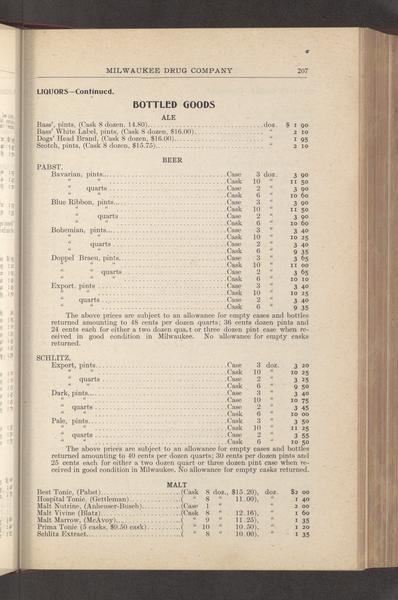 MILWAUKEE DRUG COMPANY 207
LIQUORS—Continued.
BOTTLED GOODS
ALE
Bass', pints, (Cask 8 dozen, 14.80) doz. $ 1 90
Bass' White Label, pints, (Cask 8 dozen, $16.00) " 2 10
Dogs' Head Brand, (Cask 8 dozen, $16.00) " 1 95
Scotch, pints, (Cask 8 dozen, $15.75) " 2 10
BEER
PABST.
Bavarian, pints Case 3 doz. 3 90
" " Cask 10 " 11 50
" quarts Case 2 " 3 90
" " Cask 6 " 10 60
Blue Ribbon, pints Case 3 " 3 90
" " Cask 10 " 11 50
" quarts Case 2 " 3 90
" " Cask 6 " 10 60
Bohemian, pints Case 3 " 3 40
" " Cask 10 " 10 25
" quarts Case 2 " 3 40
" " Cask 6 " 9 35
Doppel Braeu, pints Case 3 " 3 65
" " " Cask 10 " 11 00
" " quarts Case 2 " 3 65
" " " Cask 6 " 10 10
Export, pints Case 3 " 3 40
" " Cask 10 " 10 25
" quarts Case 2 " 3 40
" " Cask 6 " 9 35
The above prices are subject to an allowance for empty cases and bottles
returned amounting to 48 cents per dozen quarts; 36 cents dozen pints and
24 cents each for either a two dozen quart or three dozen pint case when re-
ceived in good condition in Milwaukee. No allowance for empty casks
returned.
SCHLITZ.
Export, pints Case 3 doz. 3 20
" " Cask 10 " 10 25
" quarts Case 2 " 3 25
" " Cask 6 " 9 50
Dark, pints Case 3 " 3 40
" " Cask 10 " 10 75
" quarts Case 2 " 3 45
" " Cask 6 " 10 00
Pale, pints Cask 3 " 3 50
" " Cask 10 " 11 25
" quarts Case 2 " 3 55
" " Cask 6 " 10 50
The above prices are subject to an allowance for empty cases and bottles
returned amounting to 40 cents per dozen quarts; 30 cents per dozen pints and
25 cents each for either a two dozen quart or three dozen pint case when re-
ceived in good condition in Milwaukee. No allowance for empty casks returned.
MALT
Best Tonic, (Pabst) (Cask 8 doz., $15.20), doz. $2 00
Hospital Tonic, (Gettleman) ( " 8 " 11.00), " 1 40
Malt Nutrine, (Anheuser-Busch) (Case 1 " " 2 00
Malt Vivine (Blatz) (Cask 8 " 12.16), " 1 60
Malt Marrow, (McAvoy) ( " 9 " 11.25), " 1 35
Prima Tonic (5 casks, $9.50 cask) ( " 10 " 10.50), " 1 20
Schlitz Extract ( " 8 " 10.00), " 1 35